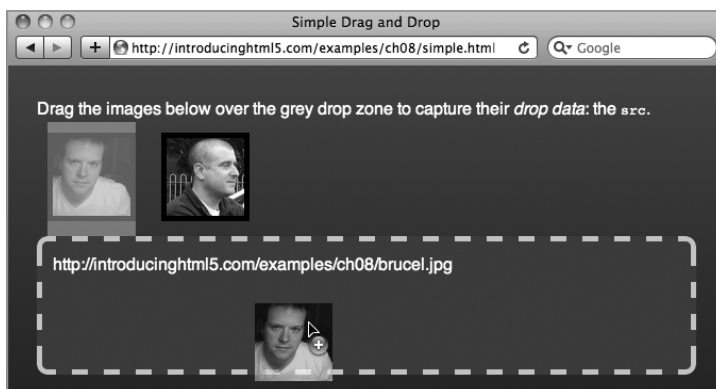 Simple Drag and Drop
http://introducinghtml5.com/examples/ch08/simple.html
Google
Drag the images below over the grey drop zone to capture their drop data: the src.
http://introducinghtml5.com/examples/ch08/brucel.jpg